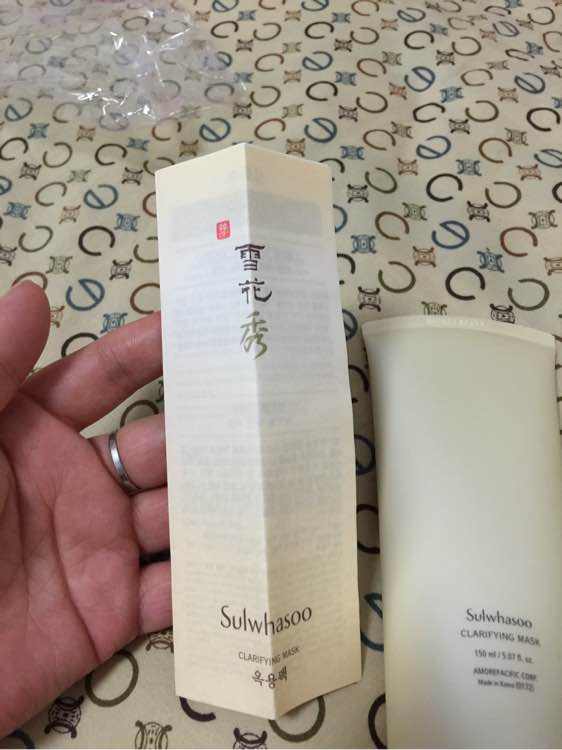 雪花秀
Sulwhasoo
CLARIFYING MASK
옥용팩
Sulwhasoo
CLARIFYING MASK
150 ml / 5.07 fl. oz.
AMOREPACIFIC CORP.
Made in Korea (0172)